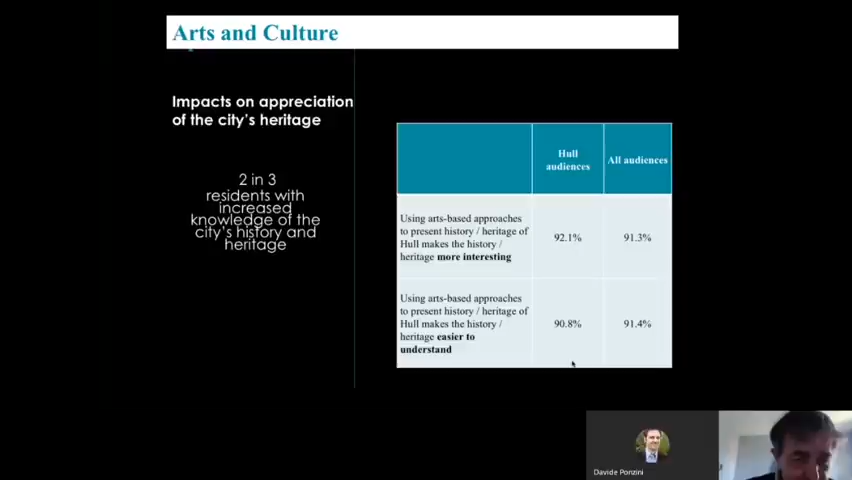 Arts and Culture
Impacts on appreciation
of the city's heritage
2 in 3
residents with
increased
knowledge of the
city's history and
heritage
Hull
audiences
All audiences
Using arts-based approaches
to present history / heritage of
Hull makes the history /
heritage more interesting
92.1%
91.3%
Using arts-based approaches
to present history / heritage of
Hull makes the history /
heritage easier to
understand
90.8%
91.4%
Davide Ponzini